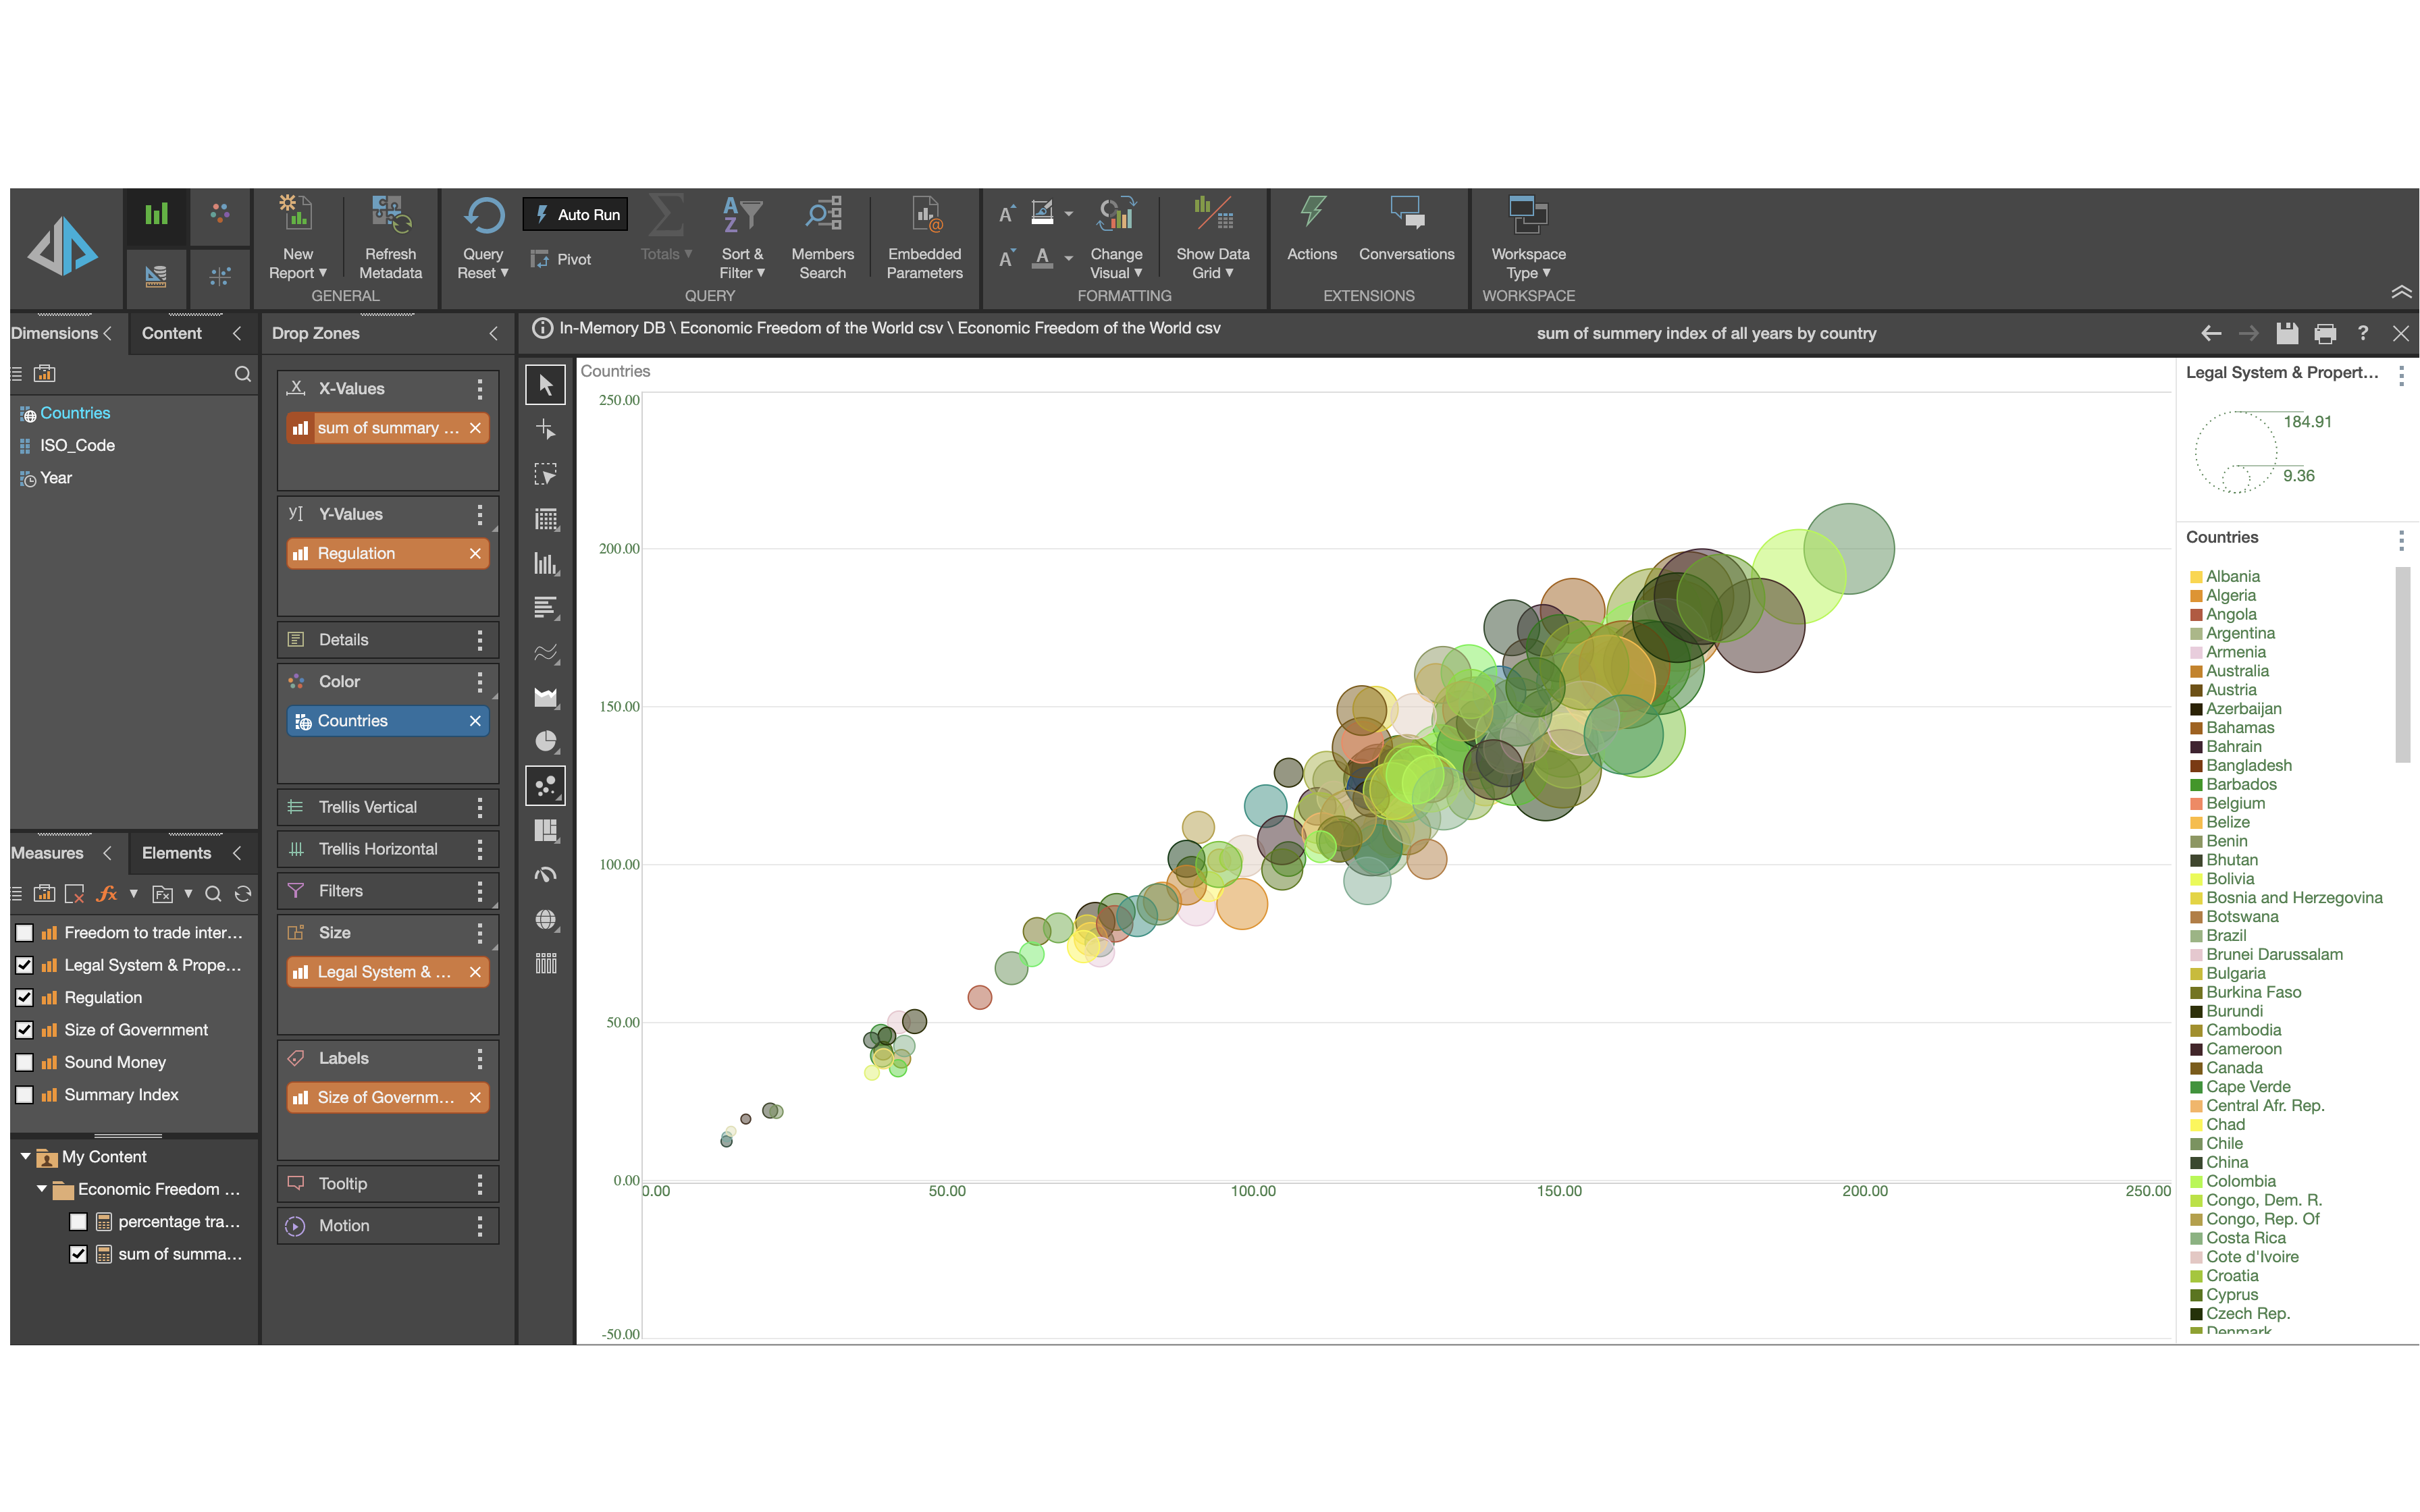 New
Report ▼
Refresh
Metadata
GENERAL
Query
Reset ▼
Auto Run
Pivot
Totals ▼
Sort &
Filter ▼
Members
Search
Embedded
Parameters
QUERY
Change
Visual ▼
Show Data
Grid ▼
FORMATTING
Actions
Conversations
EXTENSIONS
Workspace
Type ▼
WORKSPACE
Dimensions
Content
Countries
ISO_Code
Year
Measures
Elements
Freedom to trade inter...
Legal System & Prope...
Regulation
Size of Government
Sound Money
Summary Index
My Content
Economic Freedom ...
percentage tra...
sum of summa...
Drop Zones
X-Values
sum of summary ...
Y-Values
Regulation
Details
Color
Countries
Trellis Vertical
Trellis Horizontal
Filters
Size
Legal System & ...
Labels
Size of Governm...
Tooltip
Motion
In-Memory DB \ Economic Freedom of the World csv \ Economic Freedom of the World csv
sum of summery index of all years by country
Countries
250.00
200.00
150.00
100.00
50.00
0.00
-50.00
0.00
50.00
100.00
150.00
200.00
250.00
Legal System & Propert...
184.91
9.36
Countries
Albania
Algeria
Angola
Argentina
Armenia
Australia
Austria
Azerbaijan
Bahamas
Bahrain
Bangladesh
Barbados
Belgium
Belize
Benin
Bhutan
Bolivia
Bosnia and Herzegovina
Botswana
Brazil
Brunei Darussalam
Bulgaria
Burkina Faso
Burundi
Cambodia
Cameroon
Canada
Cape Verde
Central Afr. Rep.
Chad
Chile
China
Colombia
Congo, Dem. R.
Congo, Rep. Of
Costa Rica
Cote d'Ivoire
Croatia
Cyprus
Czech Rep.
Denmark